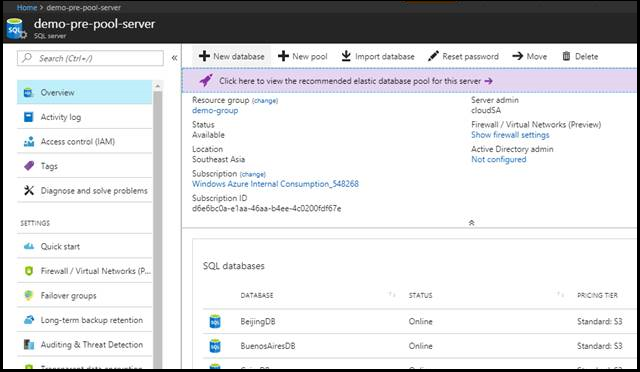 Home > demo-pre-pool-server
demo-pre-pool-server
SQL server
Search (Ctrl+/)
Overview
Activity log
Access control (IAM)
Tags
Diagnose and solve problems
SETTINGS
Quick start
Firewall / Virtual Networks (P...
Failover groups
Long-term backup retention
Auditing & Threat Detection
+ New database + New pool Import database Reset password Move Delete
Click here to view the recommended elastic database pool for this server →
Resource group (change)
demo-group
Status
Available
Location
Southeast Asia
Subscription (change)
Windows Azure Internal Consumption_548268
Subscription ID
d6e6bc0a-e1aa-46aa-b4ee-4c0200fdf67e
Server admin
cloudSA
Firewall / Virtual Networks (Preview)
Show firewall settings
Active Directory admin
Not configured
SQL databases
DATABASE STATUS PRICING TIER
BeijingDB Online Standard: S3
BuenosAiresDB Online Standard: S3